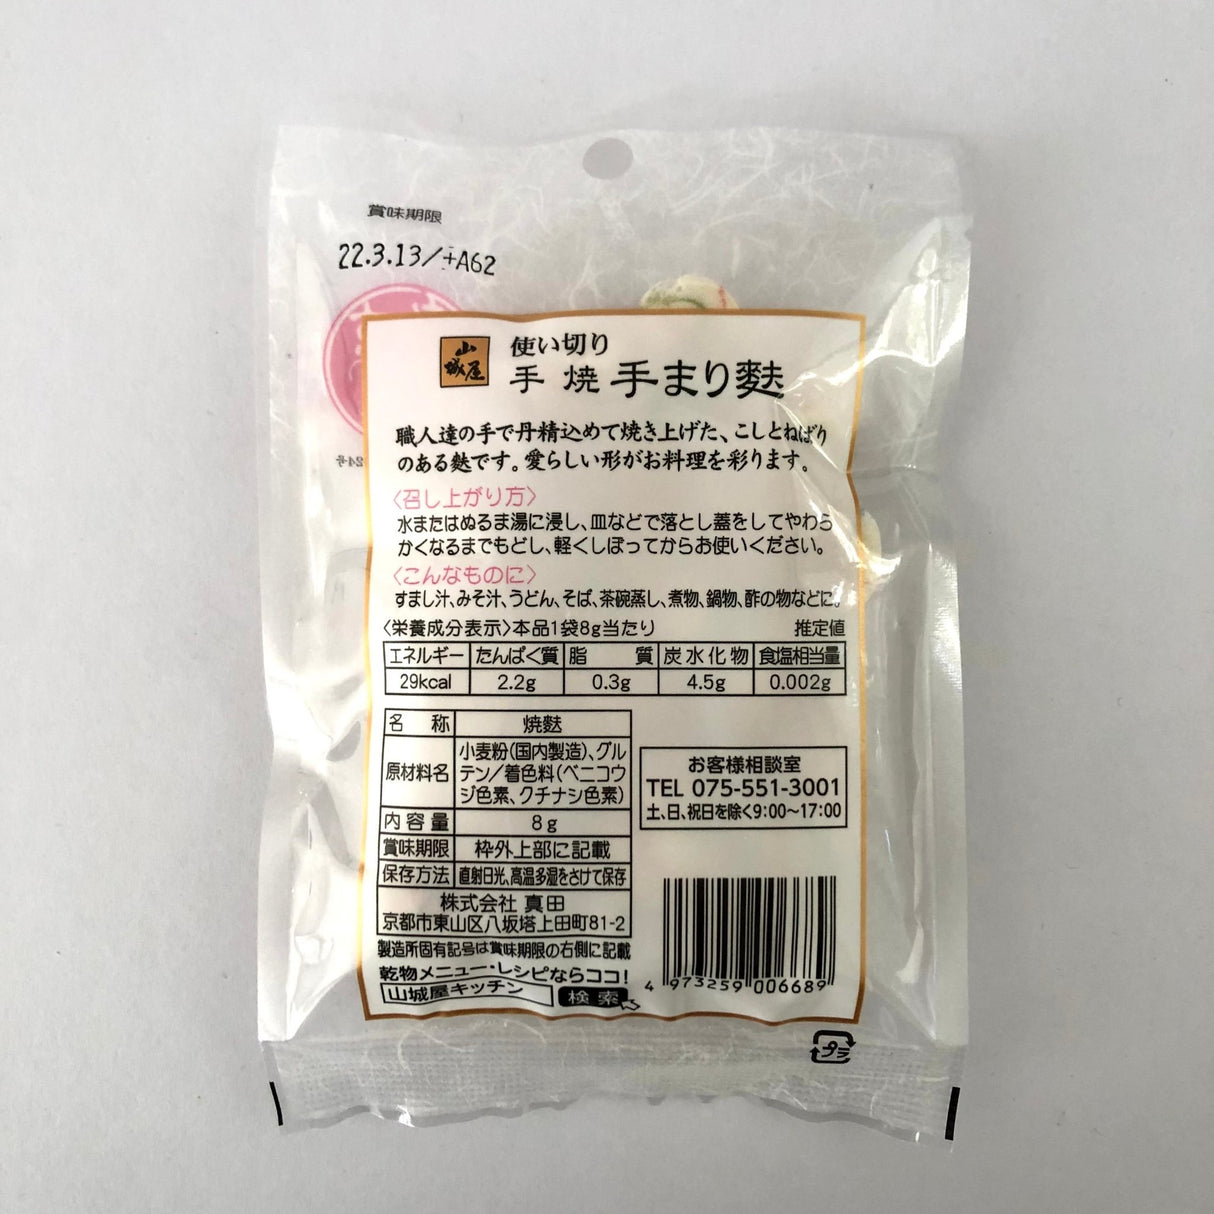 賞味期限
22.3.13/+A62
山城屋
使い切り
手焼 手まり麩
職人達の手で丹精込めて焼き上げた、こしとねばり
のある麩です。愛らしい形がお料理を彩ります。
〈召し上がり方〉
水またはぬるま湯に浸し、皿などで落とし蓋をしてやわら
かくなるまでもどし、軽くしぼってからお使いください。
〈こんなものに〉
すまし汁、みそ汁、うどん、そば、茶碗蒸し、煮物、鍋物、酢の物などに。
〈栄養成分表示〉本品1袋8g当たり 推定値
エネルギー たんぱく質 脂質 炭水化物 食塩相当量
29kcal 2.2g 0.3g 4.5g 0.002g
名称 焼麩
原材料名 小麦粉(国内製造)、グル
テン/着色料(ベニコウ
ジ色素、クチナシ色素)
内容量 8g
賞味期限 枠外上部に記載
保存方法 直射日光、高温多湿をさけて保存
株式会社 真田
京都市東山区八坂塔上田町81-2
製造所固有記号は賞味期限の右側に記載
乾物メニュー・レシピならココ!
山城屋キッチン 検索
お客様相談室
TEL 075-551-3001
土、日、祝日を除く9:00〜17:00
4 973259 006689
プラ